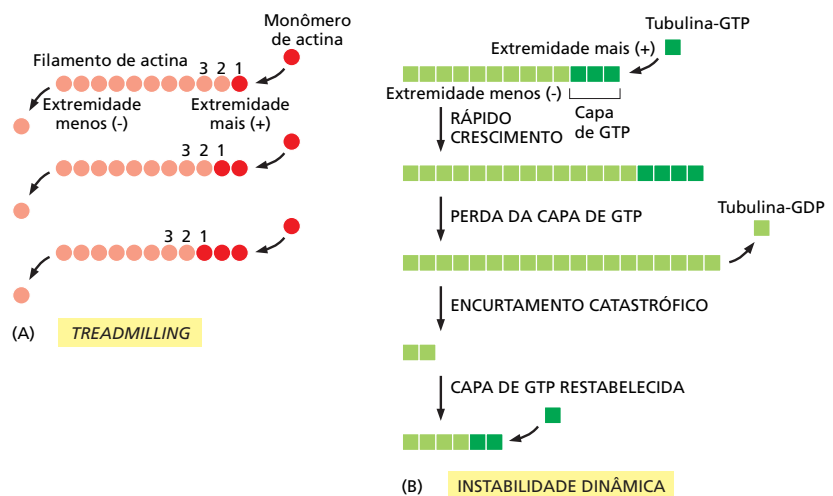 Monômero
de actina
Filamento de actina
3 2 1
Extremidade
menos (-)
Extremidade
mais (+)
3 2 1
3 2 1
(A) TREADMILLING
Tubulina-GTP
Extremidade mais (+)
Extremidade menos (-)
Capa
de GTP
RÁPIDO
CRESCIMENTO
PERDA DA CAPA DE GTP
Tubulina-GDP
ENCURTAMENTO CATASTRÓFICO
CAPA DE GTP RESTABELECIDA
(B) INSTABILIDADE DINÂMICA